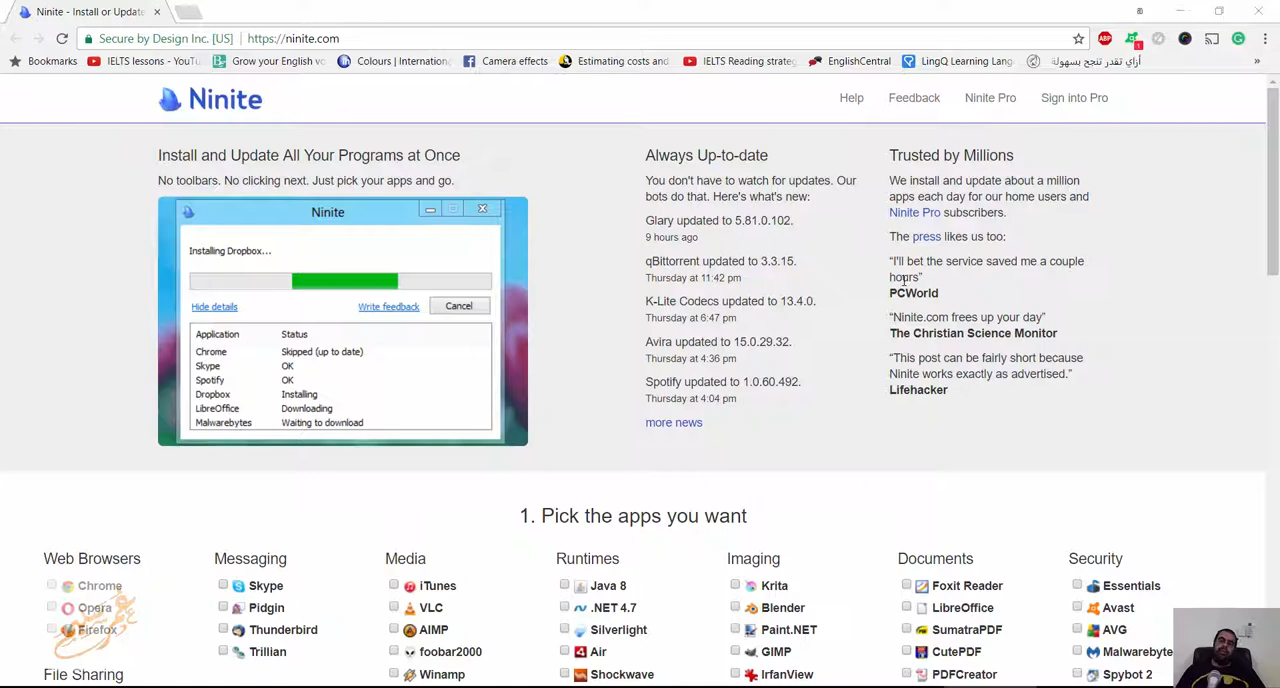 Ninite - Install or Update
Secure by Design Inc. [US]
https://ninite.com
Bookmarks
IELTS lessons - YouTu
Grow your English vo
Colours | Internation
Camera effects
Estimating costs and
IELTS Reading strateg
EnglishCentral
LingQ Learning Lang
أزاي تقدر تنجح بسهولة
»
ABP
1
Ninite
Help
Feedback
Ninite Pro
Sign into Pro
Install and Update All Your Programs at Once
No toolbars. No clicking next. Just pick your apps and go.
Ninite
Installing Dropbox...
Hide details
Write feedback
Cancel
Application Status
Chrome Skipped (up to date)
Skype OK
Spotify OK
Dropbox Installing
LibreOffice Downloading
Malwarebytes Waiting to download
Always Up-to-date
You don't have to watch for updates. Our
bots do that. Here's what's new:
Glary updated to 5.81.0.102.
9 hours ago
qBittorrent updated to 3.3.15.
Thursday at 11:42 pm
K-Lite Codecs updated to 13.4.0.
Thursday at 6:47 pm
Avira updated to 15.0.29.32.
Thursday at 4:36 pm
Spotify updated to 1.0.60.492.
Thursday at 4:04 pm
more news
Trusted by Millions
We install and update about a million
apps each day for our home users and
Ninite Pro subscribers.
The press likes us too:
“I'll bet the service saved me a couple
hours”
PCWorld
“Ninite.com frees up your day”
The Christian Science Monitor
“This post can be fairly short because
Ninite works exactly as advertised.”
Lifehacker
1. Pick the apps you want
Web Browsers
Chrome
Opera
Firefox
File Sharing
Messaging
Skype
Pidgin
Thunderbird
Trillian
Media
iTunes
VLC
AIMP
foobar2000
Winamp
Runtimes
Java 8
.NET 4.7
Silverlight
Air
Shockwave
Imaging
Krita
Blender
Paint.NET
GIMP
IrfanView
Documents
Foxit Reader
LibreOffice
SumatraPDF
CutePDF
PDFCreator
Security
Essentials
Avast
AVG
Malwarebyte
Spybot 2